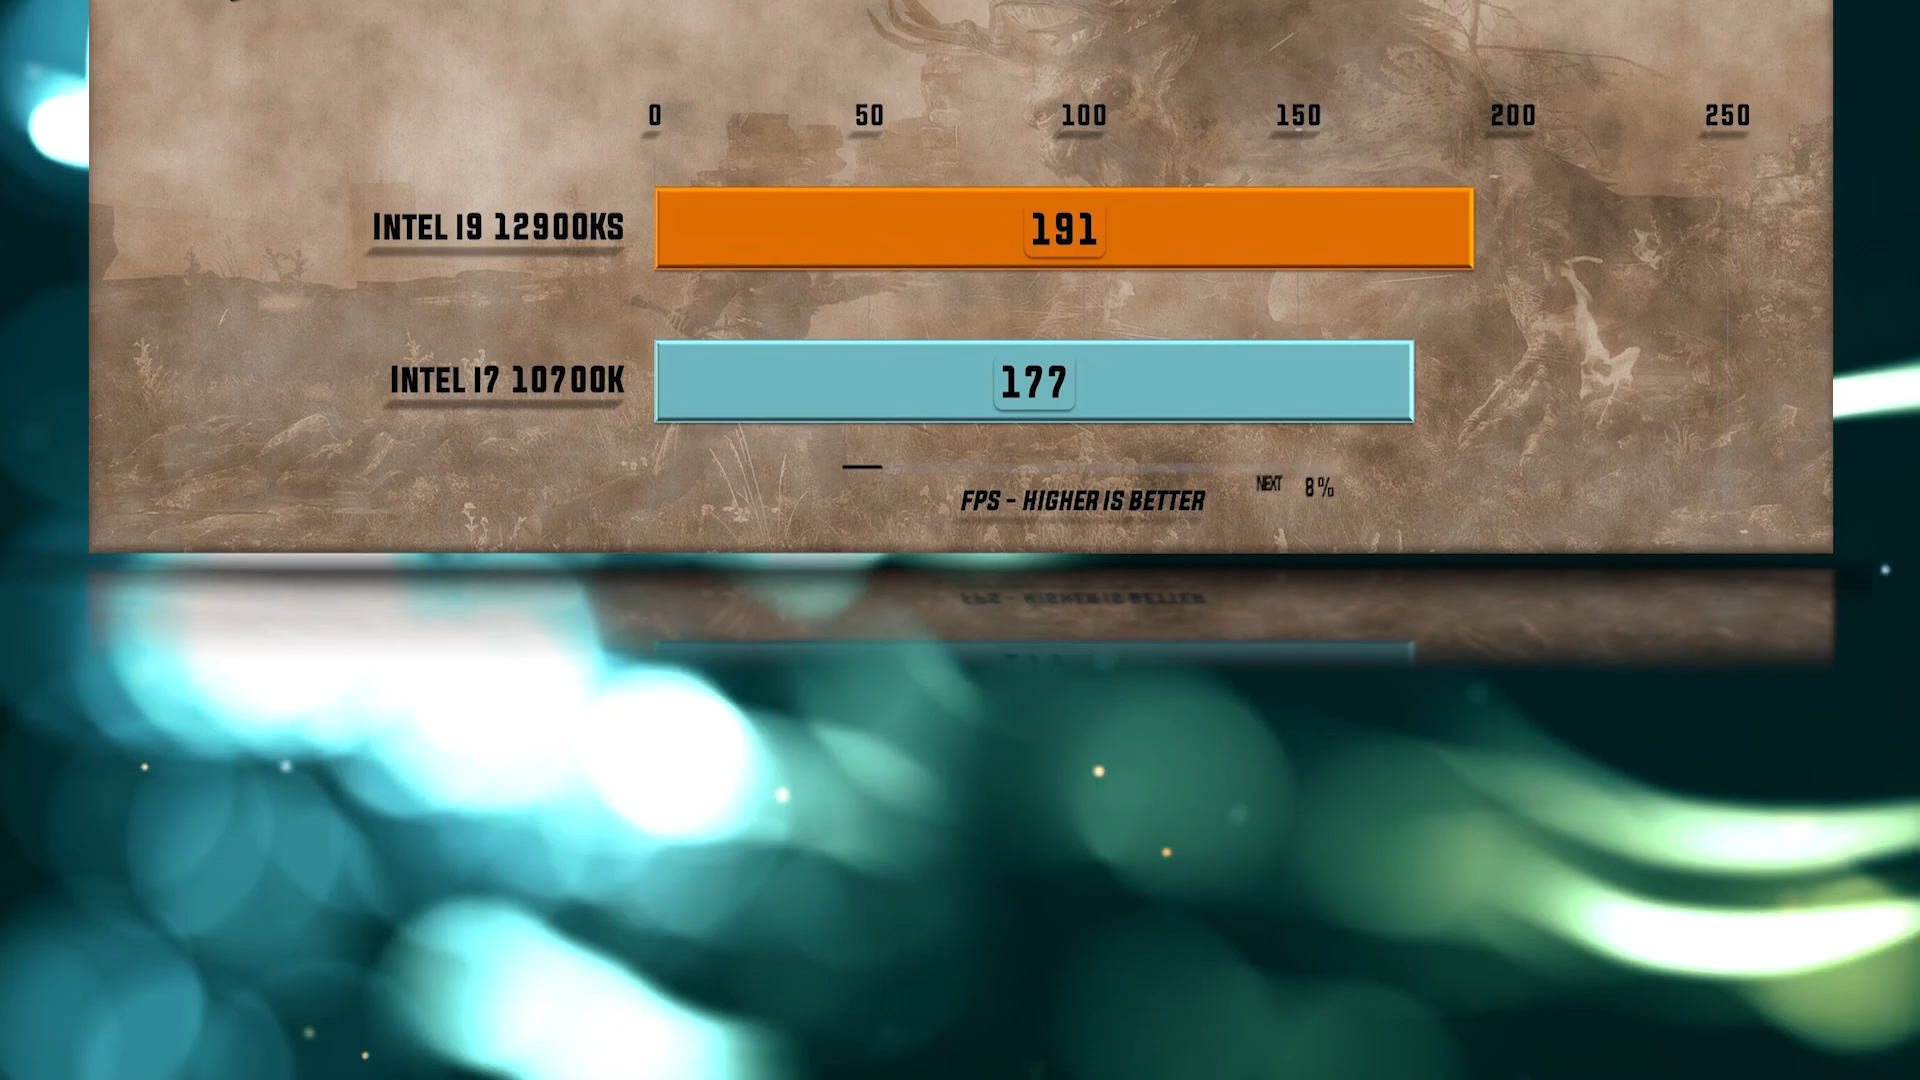 0 50 100 150 200 250
INTEL I9 12900KS 191
INTEL I7 10700K 177
NEXT 8%
FPS - HIGHER IS BETTER